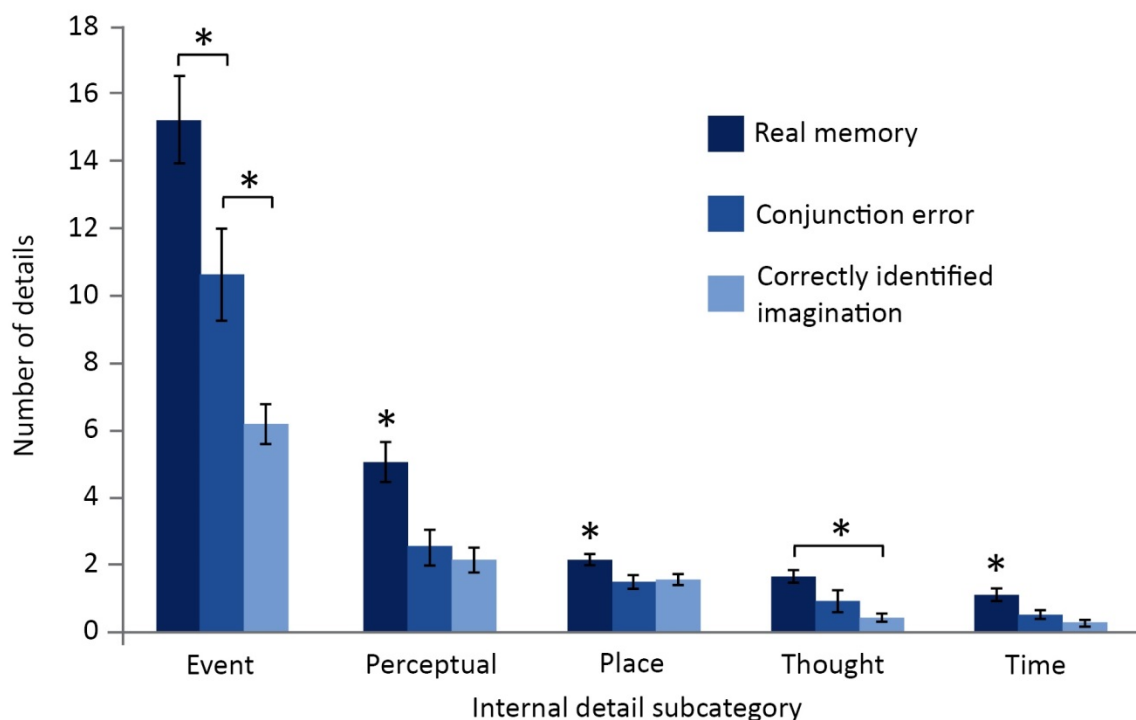 18
16
14
12
10
8
6
4
2
0
Number of details
*
*
*
*
*
*
Real memory
Conjunction error
Correctly identified
imagination
Event
Perceptual
Place
Thought
Time
Internal detail subcategory